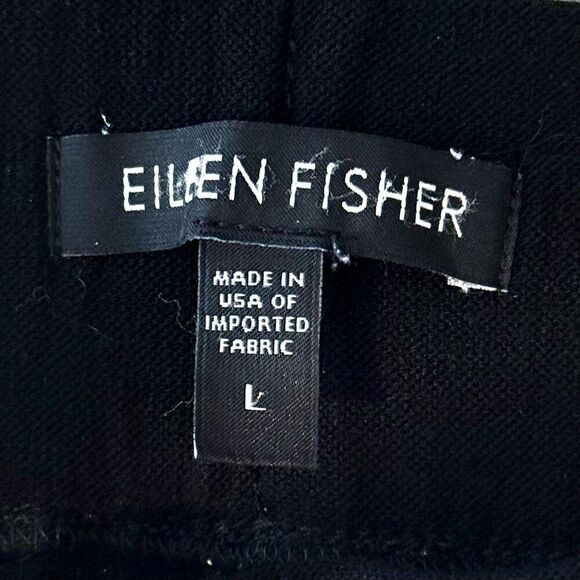 EILEEN FISHER
MADE IN
USA OF
IMPORTED
FABRIC
L